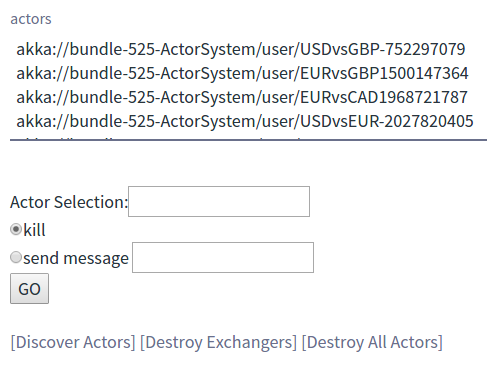 actors
akka://bundle-525-ActorSystem/user/USDvsGBP-752297079
akka://bundle-525-ActorSystem/user/EURvsGBP1500147364
akka://bundle-525-ActorSystem/user/EURvsCAD1968721787
akka://bundle-525-ActorSystem/user/USDvsEUR-2027820405
Actor Selection:
kill
send message
GO
[Discover Actors] [Destroy Exchangers] [Destroy All Actors]